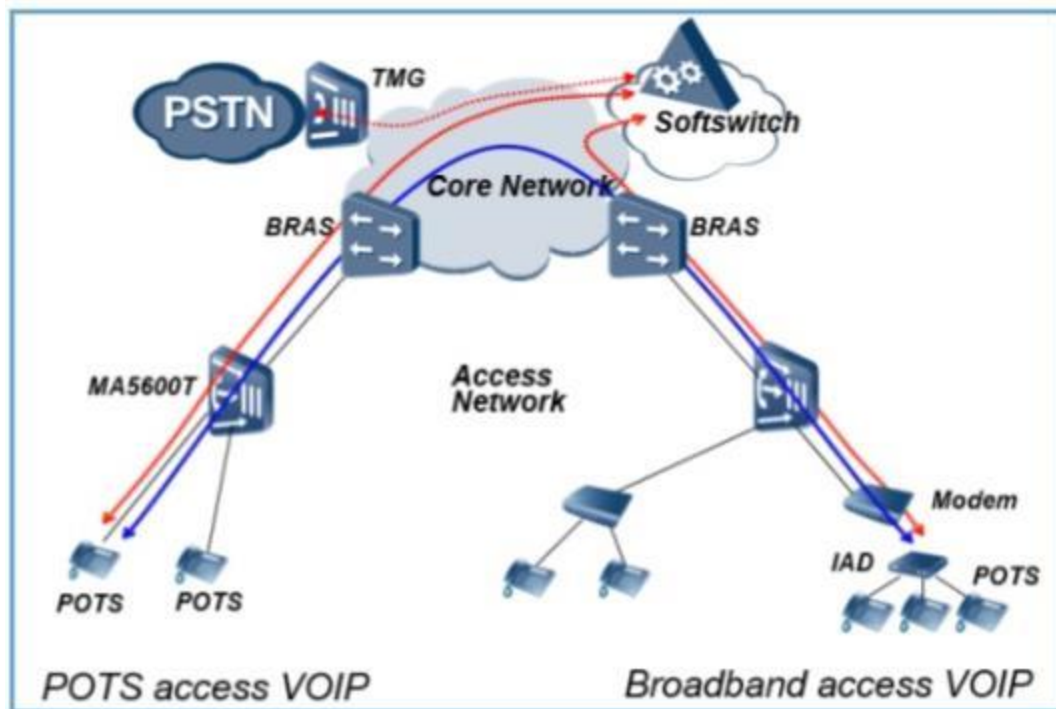 TMG
PSTN
Softswitch
Core Network
BRAS
BRAS
MA5600T
Access
Network
Modem
IAD
POTS
POTS
POTS
POTS access VOIP
Broadband access VOIP